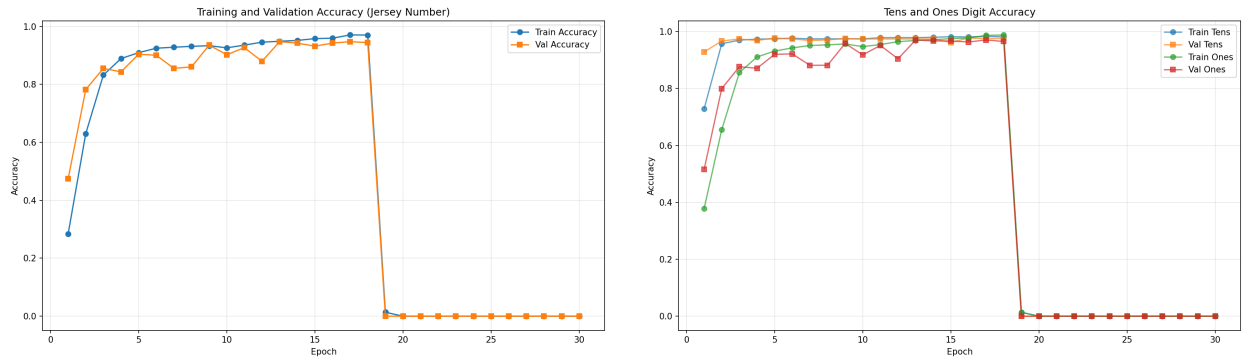 Training and Validation Accuracy (Jersey Number)
1.0
0.8
0.6
0.4
0.2
0.0
Accuracy
Train Accuracy
Val Accuracy
0 5 10 15 20 25 30
Epoch
Tens and Ones Digit Accuracy
1.0
0.8
0.6
0.4
0.2
0.0
Accuracy
Train Tens
Val Tens
Train Ones
Val Ones
0 5 10 15 20 25 30
Epoch